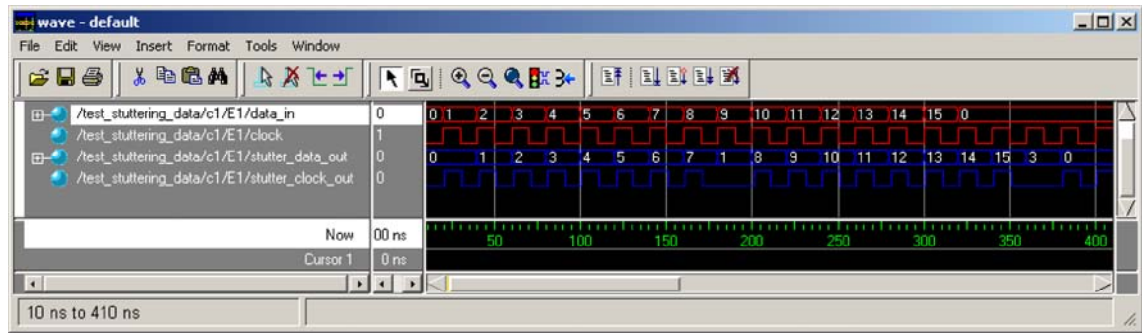 wave - default
File Edit View Insert Format Tools Window
/test_stuttering_data/c1/E1/data_in 0 0 1 2 3 4 5 6 7 8 9 10 11 12 13 14 15 0
/test_stuttering_data/c1/E1/clock 1
/test_stuttering_data/c1/E1/stutter_data_out 0 0 1 2 3 4 5 6 7 1 8 9 10 11 12 13 14 15 3 0
/test_stuttering_data/c1/E1/stutter_clock_out 0
Now 00 ns 50 100 150 200 250 300 350 400
Cursor 1 0 ns
10 ns to 410 ns